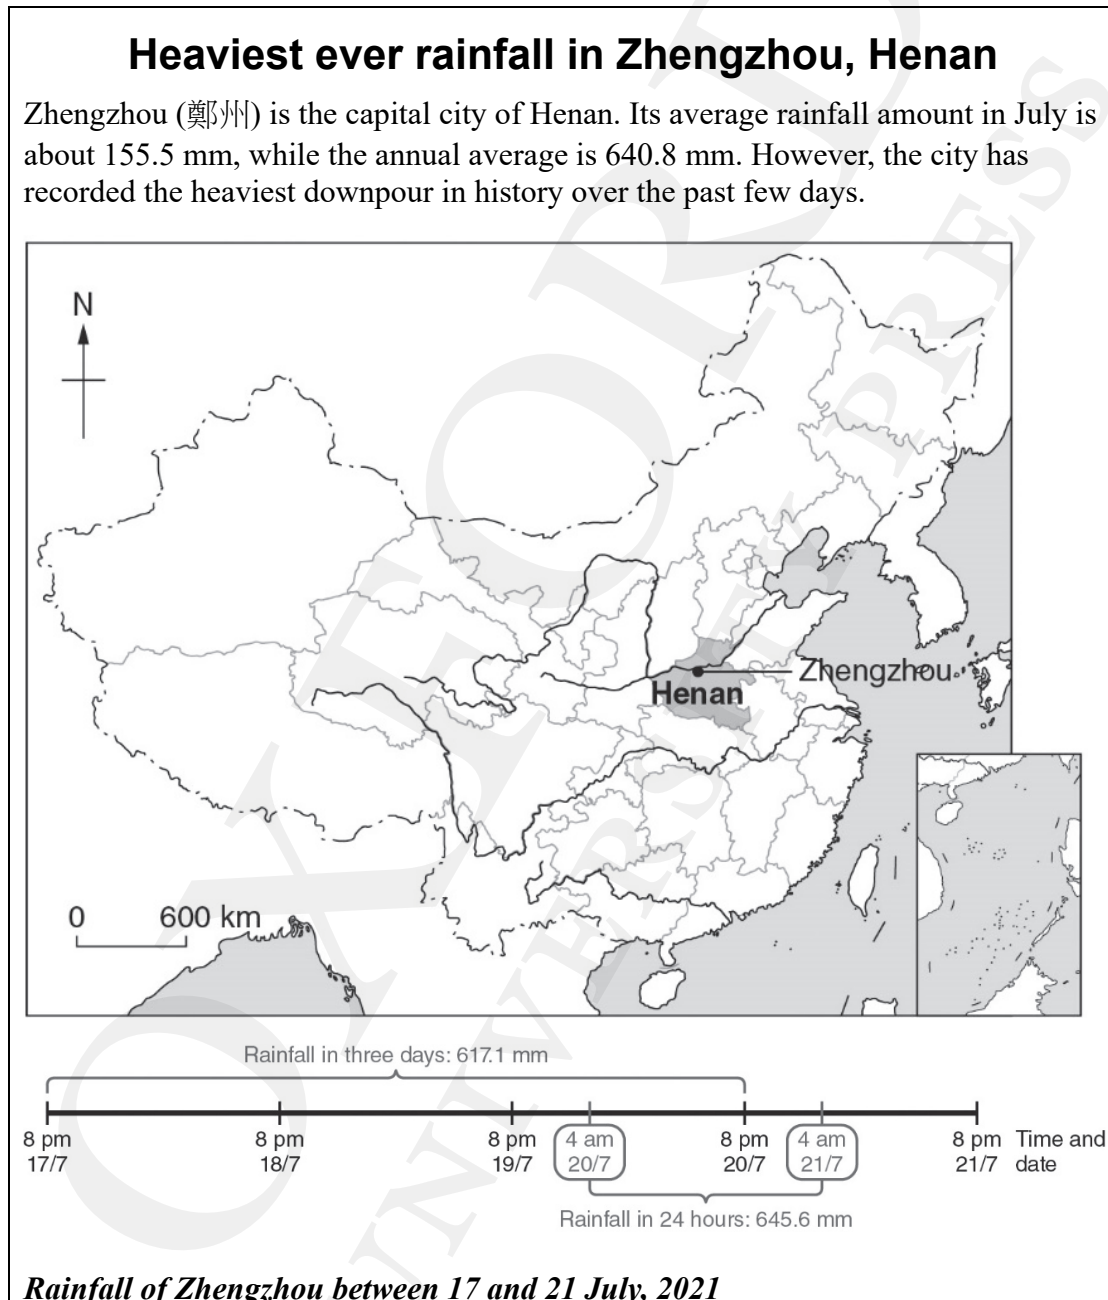 Heaviest ever rainfall in Zhengzhou, Henan
Zhengzhou (鄭州) is the capital city of Henan. Its average rainfall amount in July is
about 155.5 mm, while the annual average is 640.8 mm. However, the city has
recorded the heaviest downpour in history over the past few days.
N
Zhengzhou
Henan
0 600 km
Rainfall in three days: 617.1 mm
8 pm 8 pm 8 pm 4 am 8 pm 4 am 8 pm Time and
17/7 18/7 19/7 20/7 20/7 21/7 21/7 date
Rainfall in 24 hours: 645.6 mm
Rainfall of Zhengzhou between 17 and 21 July, 2021
OXFORD
UNIVERSITY PRESS